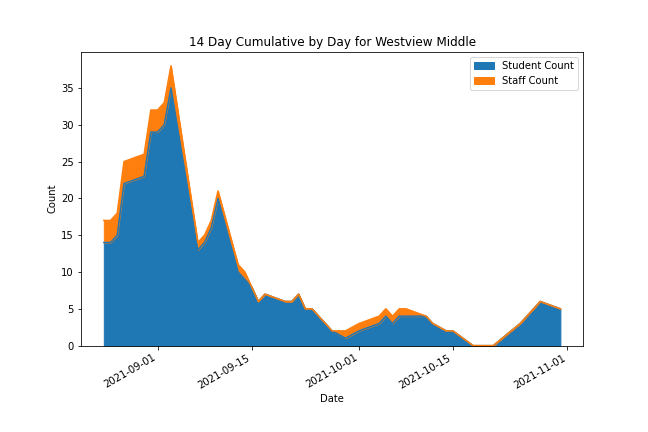 14 Day Cumulative by Day for Westview Middle
Student Count
Staff Count
Count
35
30
25
20
15
10
5
0
2021-09-01
2021-09-15
2021-10-01
2021-10-15
2021-11-01
Date